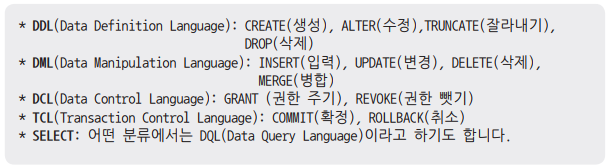 * DDL(Data Definition Language): CREATE(생성), ALTER(수정),TRUNCATE(잘라내기),
DROP(삭제)
* DML(Data Manipulation Language): INSERT(입력), UPDATE(변경), DELETE(삭제),
MERGE(병합)
* DCL(Data Control Language): GRANT (권한 주기), REVOKE(권한 뺏기)
* TCL(Transaction Control Language): COMMIT(확정), ROLLBACK(취소)
* SELECT: 어떤 분류에서는 DQL(Data Query Language)이라고 하기도 합니다.